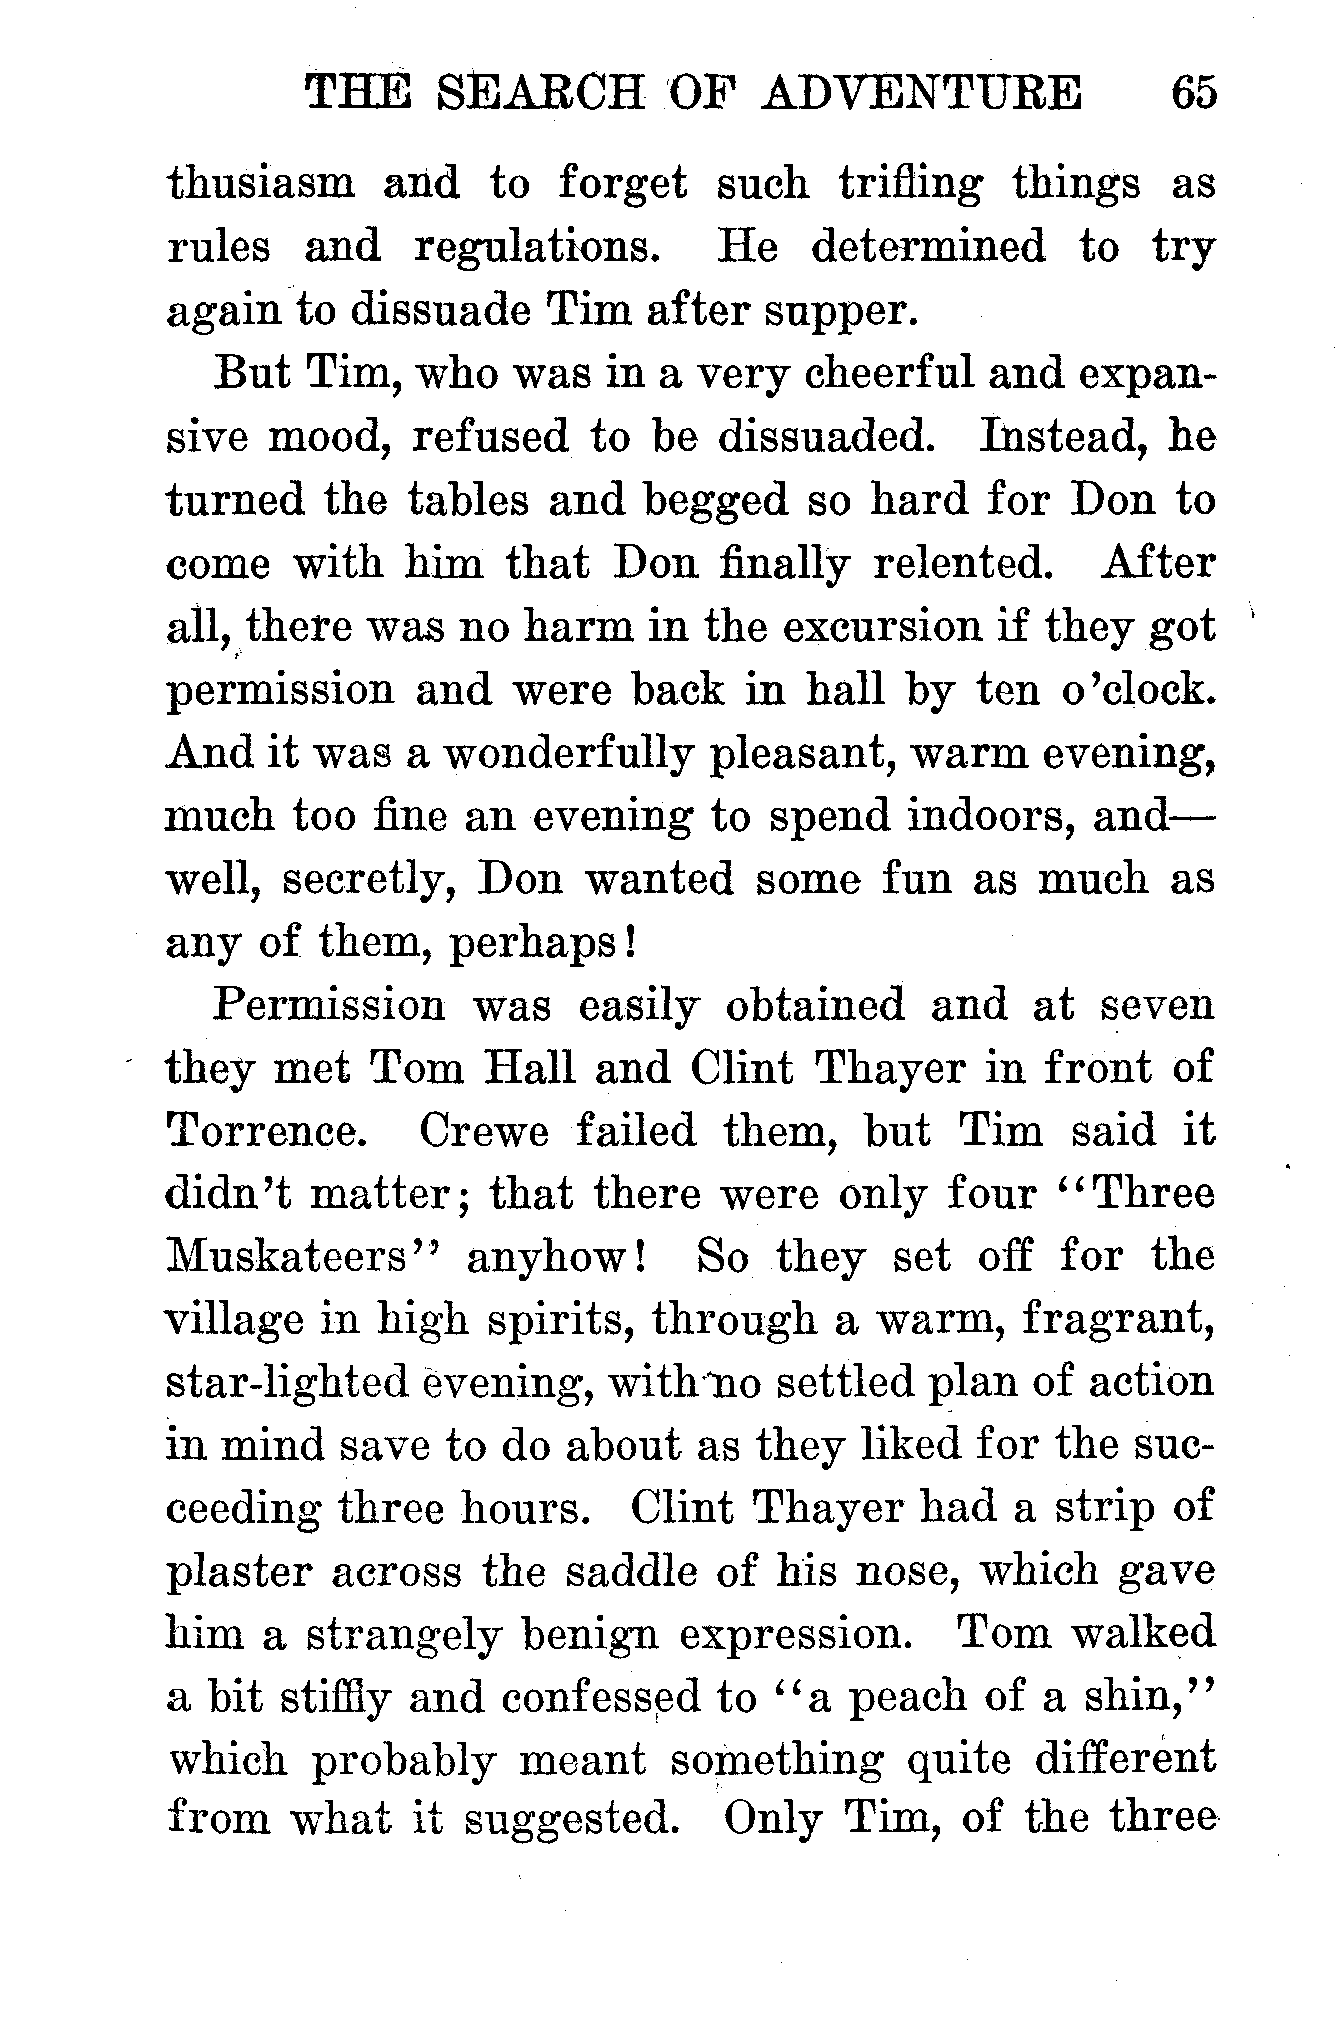 THE SEARCH OF ADVENTURE 65
thusiasm and to forget such trifling things as
rules and regulations. He determined to try
again to dissuade Tim after supper.
But Tim, who was in a very cheerful and expan-
sive mood, refused to be dissuaded. Instead, he
turned the tables and begged so hard for Don to
come with him that Don finally relented. After
all, there was no harm in the excursion if they got
permission and were back in hall by ten o'clock.
And it was a wonderfully pleasant, warm evening,
much too fine an evening to spend indoors, and—
well, secretly, Don wanted some fun as much as
any of them, perhaps!
Permission was easily obtained and at seven
they met Tom Hall and Clint Thayer in front of
Torrence. Crewe failed them, but Tim said it
didn't matter; that there were only four "Three
Muskateers" anyhow! So they set off for the
village in high spirits, through a warm, fragrant,
star-lighted evening, with no settled plan of action
in mind save to do about as they liked for the suc-
ceeding three hours. Clint Thayer had a strip of
plaster across the saddle of his nose, which gave
him a strangely benign expression. Tom walked
a bit stiffly and confessed to "a peach of a shin,"
which probably meant something quite different
from what it suggested. Only Tim, of the three